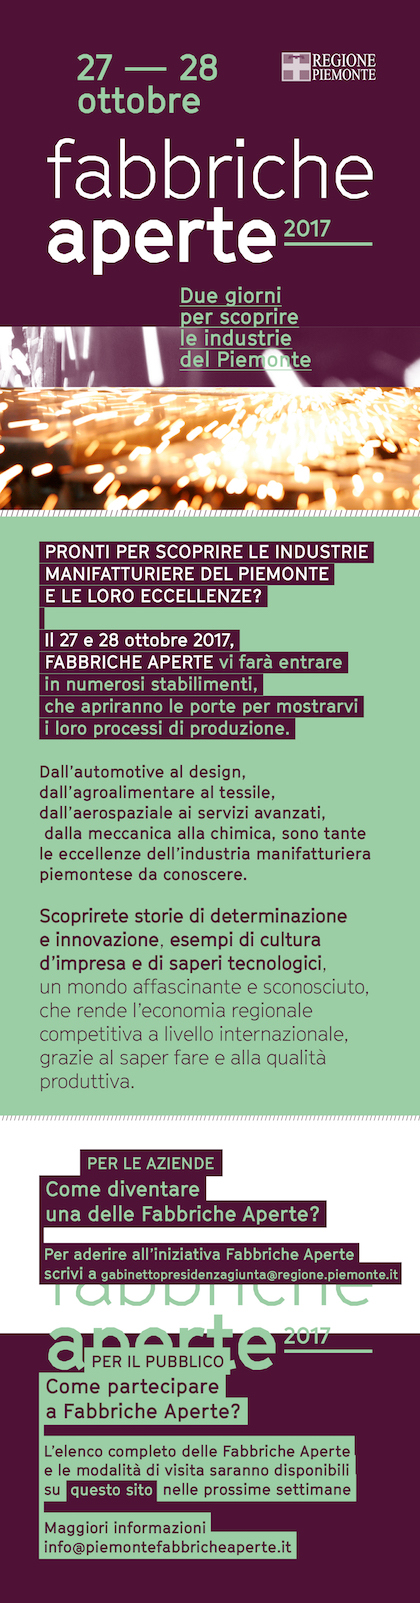 27 — 28
ottobre
REGIONE
PIEMONTE
fabbriche
aperte 2017
Due giorni
per scoprire
le industrie
del Piemonte
PRONTI PER SCOPRIRE LE INDUSTRIE
MANIFATTURIERE DEL PIEMONTE
E LE LORO ECCELLENZE?
Il 27 e 28 ottobre 2017,
FABBRICHE APERTE vi farà entrare
in numerosi stabilimenti,
che apriranno le porte per mostrarvi
i loro processi di produzione.
Dall'automotive al design,
dall'agroalimentare al tessile,
dall'aerospaziale ai servizi avanzati,
dalla meccanica alla chimica, sono tante
le eccellenze dell'industria manifatturiera
piemontese da conoscere.
Scoprirete storie di determinazione
e innovazione, esempi di cultura
d'impresa e di saperi tecnologici,
un mondo affascinante e sconosciuto,
che rende l'economia regionale
competitiva a livello internazionale,
grazie al saper fare e alla qualità
produttiva.
PER LE AZIENDE
Come diventare
una delle Fabbriche Aperte?
Per aderire all'iniziativa Fabbriche Aperte
scrivi a gabinettopresidenzagiunta@regione.piemonte.it
fabbriche
aperte 2017
PER IL PUBBLICO
Come partecipare
a Fabbriche Aperte?
L'elenco completo delle Fabbriche Aperte
e le modalità di visita saranno disponibili
su questo sito nelle prossime settimane
Maggiori informazioni
info@piemontefabbricheaperte.it